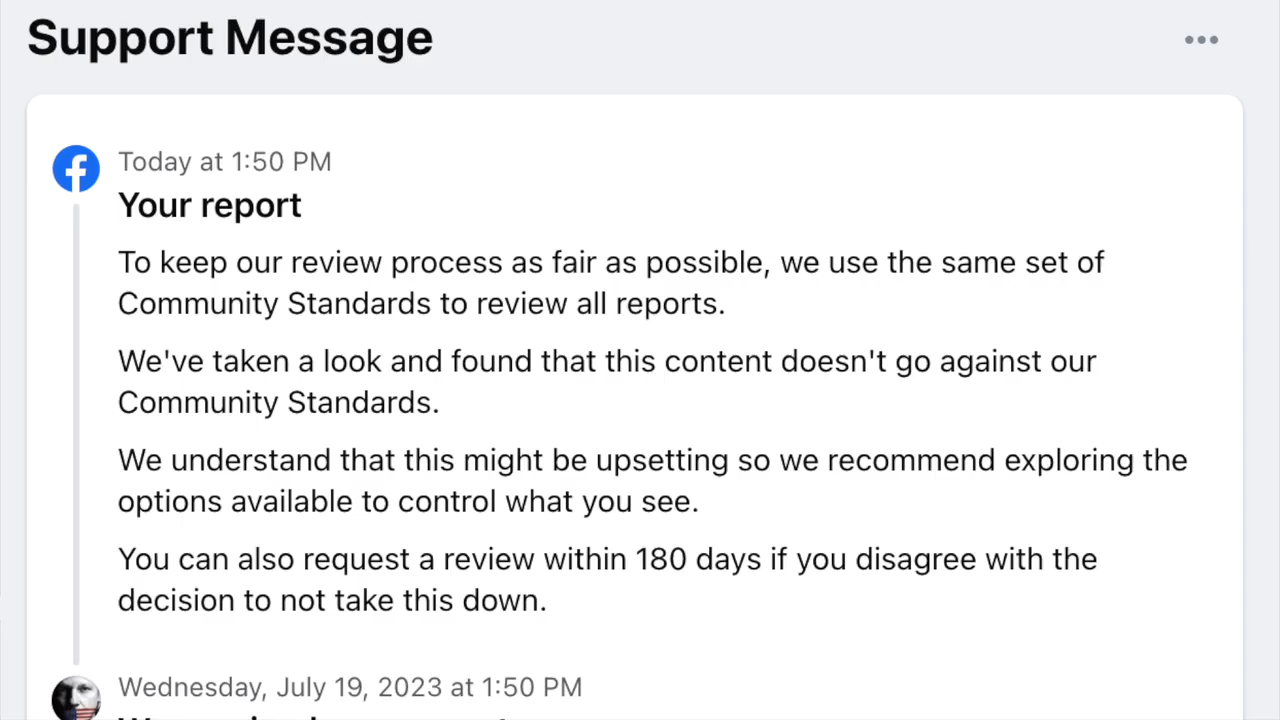 Support Message
Today at 1:50 PM
Your report
To keep our review process as fair as possible, we use the same set of
Community Standards to review all reports.
We've taken a look and found that this content doesn't go against our
Community Standards.
We understand that this might be upsetting so we recommend exploring the
options available to control what you see.
You can also request a review within 180 days if you disagree with the
decision to not take this down.
Wednesday, July 19, 2023 at 1:50 PM